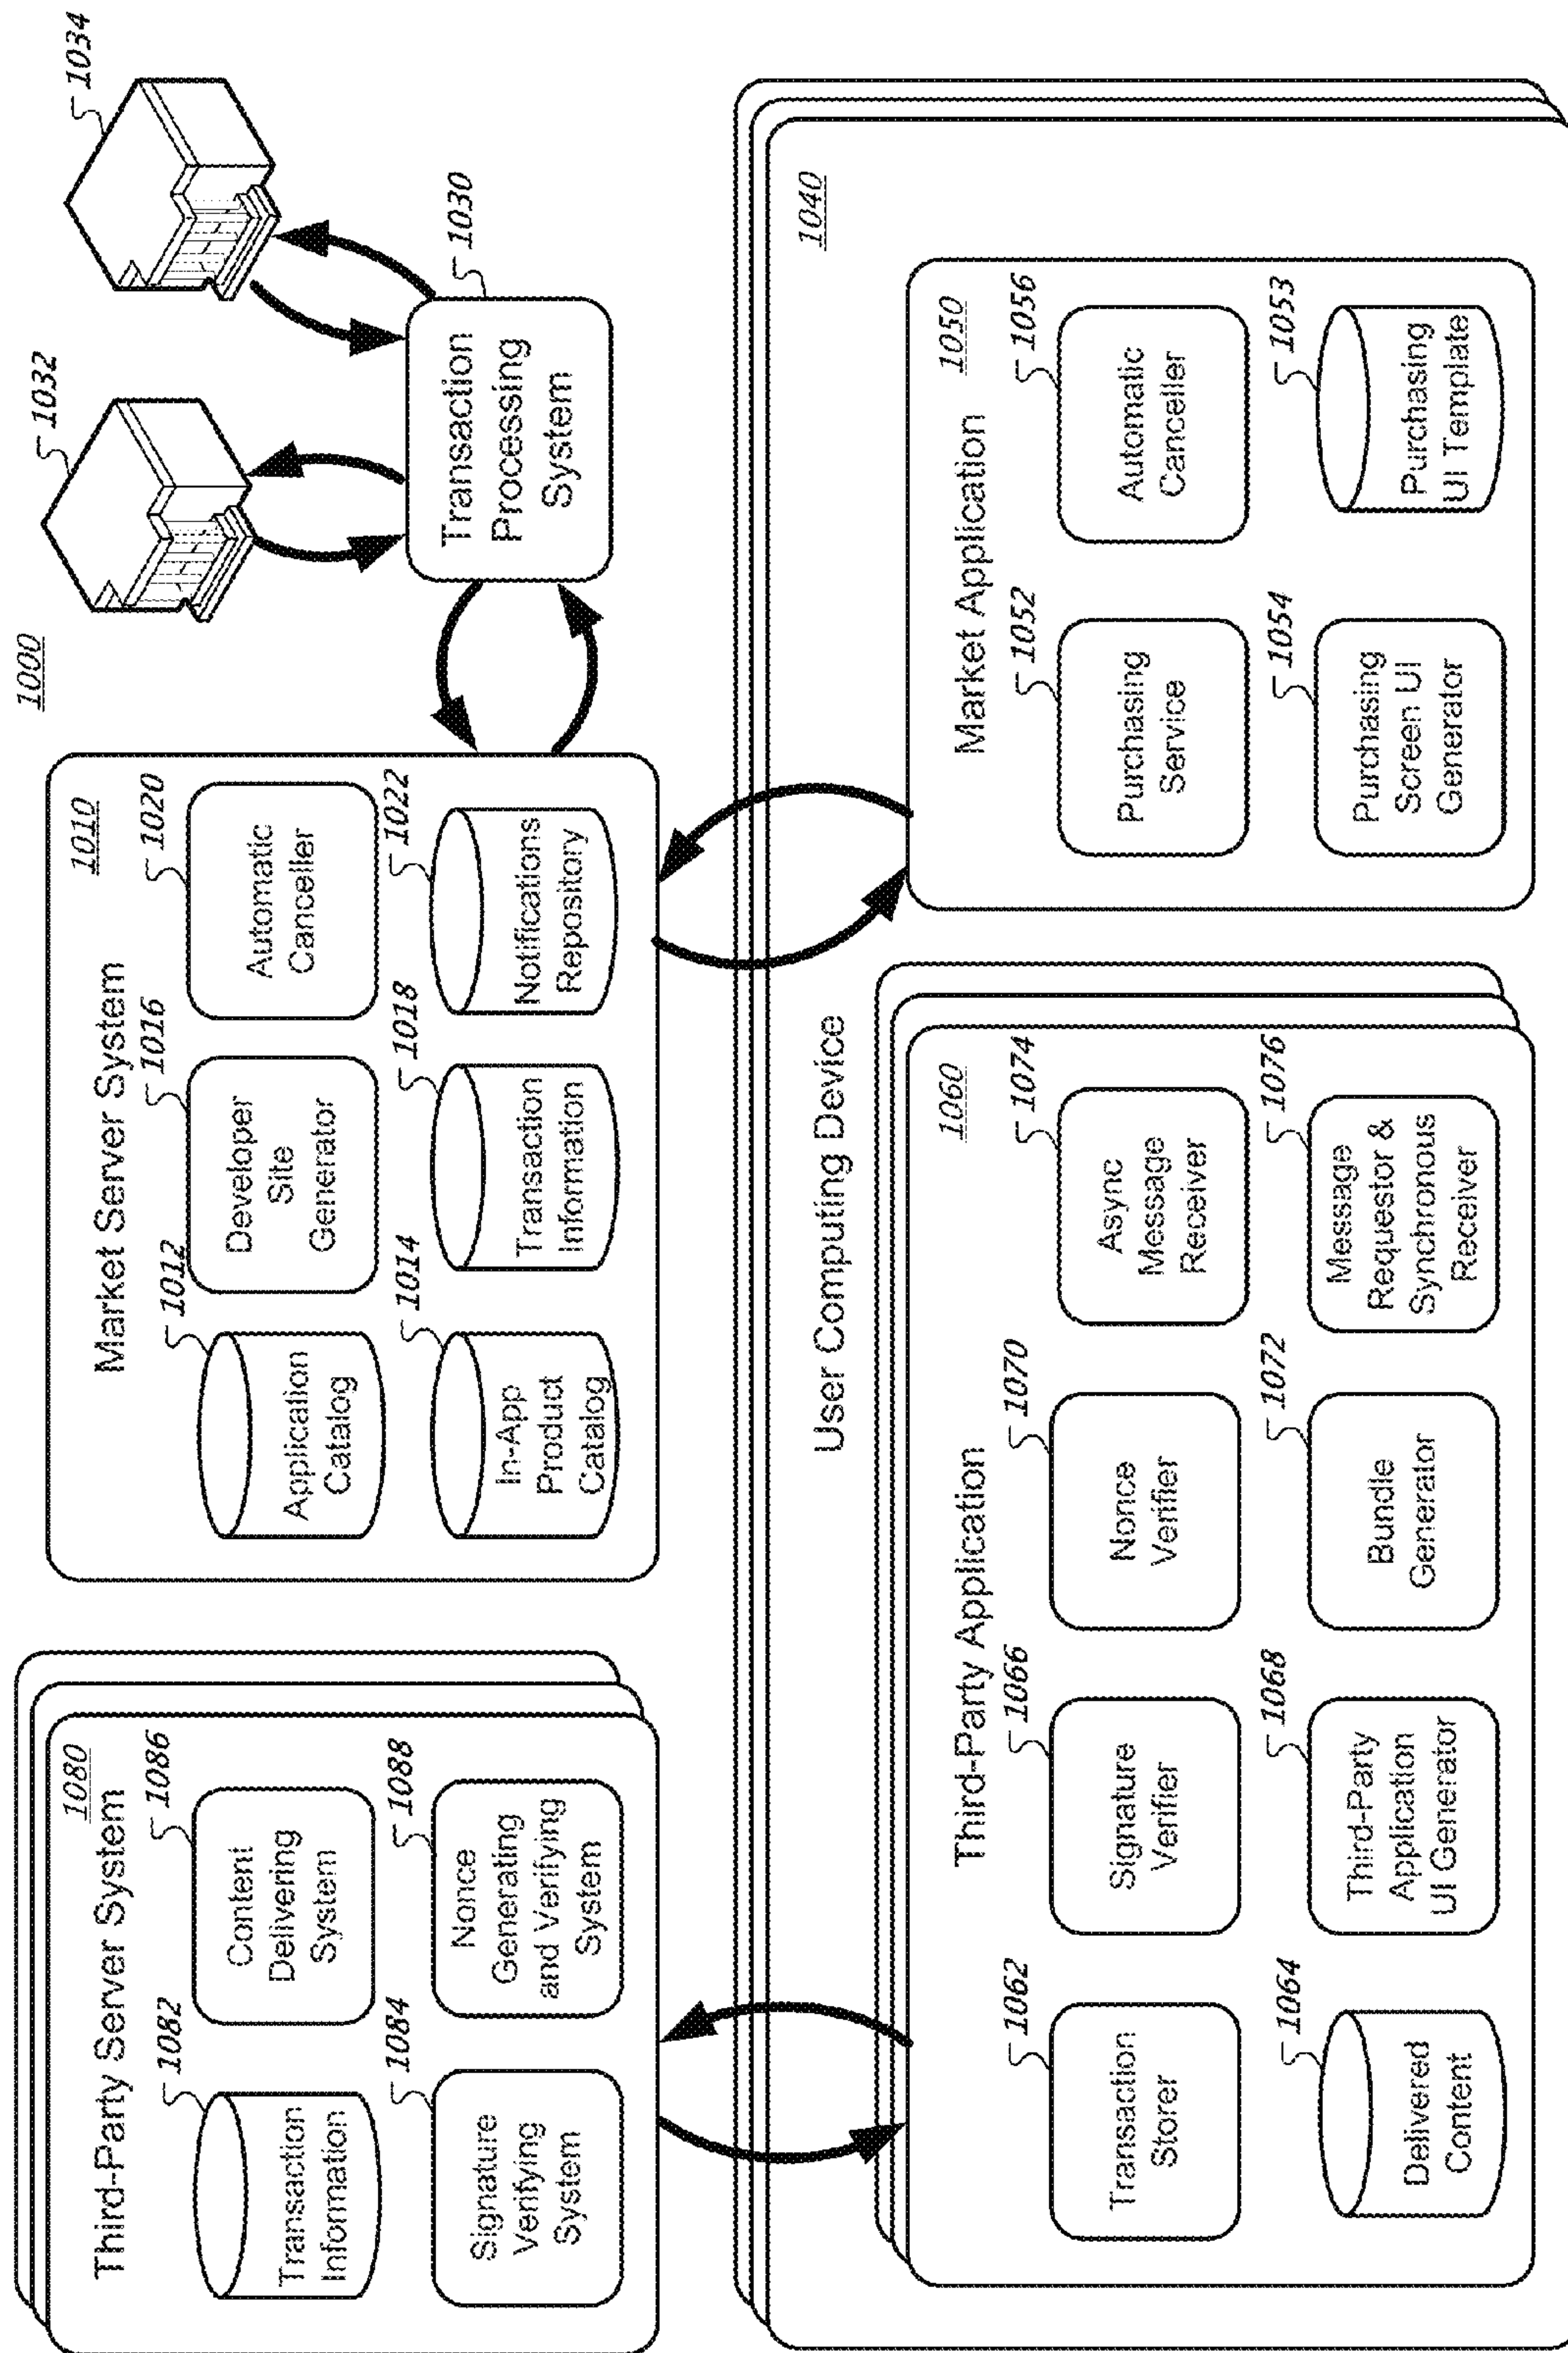 1000
1032
1034
Third-Party Server System
1080
1082
Transaction
Information
1086
Content
Delivering
System
1084
Signature
Verifying
System
1088
Nonce
Generating
and Verifying
System
Market Server System
1010
1012
Application
Catalog
1016
Developer
Site
Generator
1020
Automatic
Canceller
1014
In-App
Product
Catalog
1018
Transaction
Information
1022
Notifications
Repository
1030
Transaction
Processing
System
User Computing Device
1040
Third-Party Application
1060
1062
Transaction
Storer
1066
Signature
Verifier
1070
Nonce
Verifier
1074
Async
Message
Receiver
1064
Delivered
Content
1068
Third-Party
Application
UI Generator
1072
Bundle
Generator
1076
Message
Requestor &
Synchronous
Receiver
Market Application
1050
1052
Purchasing
Service
1056
Automatic
Canceller
1054
Purchasing
Screen UI
Generator
1053
Purchasing
UI Template